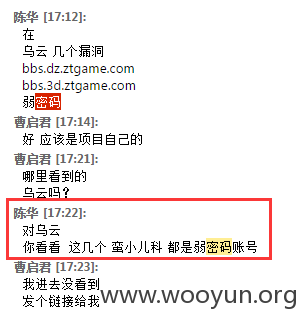 陈华 [17:12]:
在
乌云 几个漏洞
bbs.dz.ztgame.com
bbs.3d.ztgame.com
弱密码
曹启君 [17:14]:
好 应该是项目自己的
曹启君 [17:21]:
哪里看到的
乌云吗?
陈华 [17:22]:
对乌云
你看看 这几个 蛮小儿科 都是弱密码账号
曹启君 [17:23]:
我进去没看到
发个链接给我
www.wooyun.org